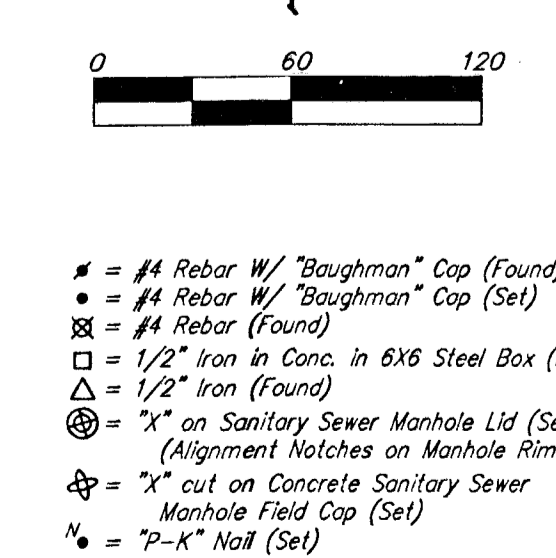 0 60 120
= #4 Rebar W/ "Baughman" Cap (Found)
= #4 Rebar W/ "Baughman" Cap (Set)
= #4 Rebar (Found)
= 1/2" Iron in Conc. in 6X6 Steel Box (
= 1/2" Iron (Found)
= "X" on Sanitary Sewer Manhole Lid (Se
(Alignment Notches on Manhole Rim
= "X" cut on Concrete Sanitary Sewer
Manhole Field Cap (Set)
N = "P-K" Nail (Set)